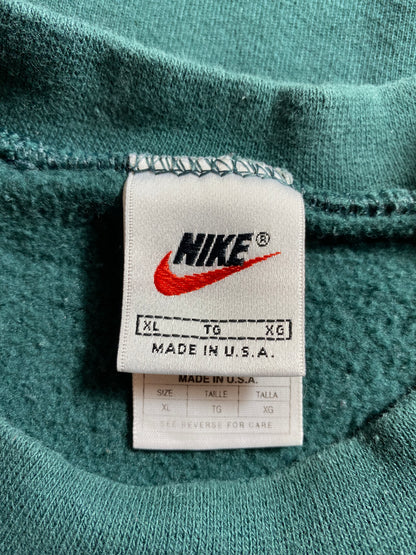 NIKE®
XL TG XG
MADE IN U.S.A.
MADE IN U.S.A.
SIZE TAILLE TALLA
XL TG XG
SEE REVERSE FOR CARE